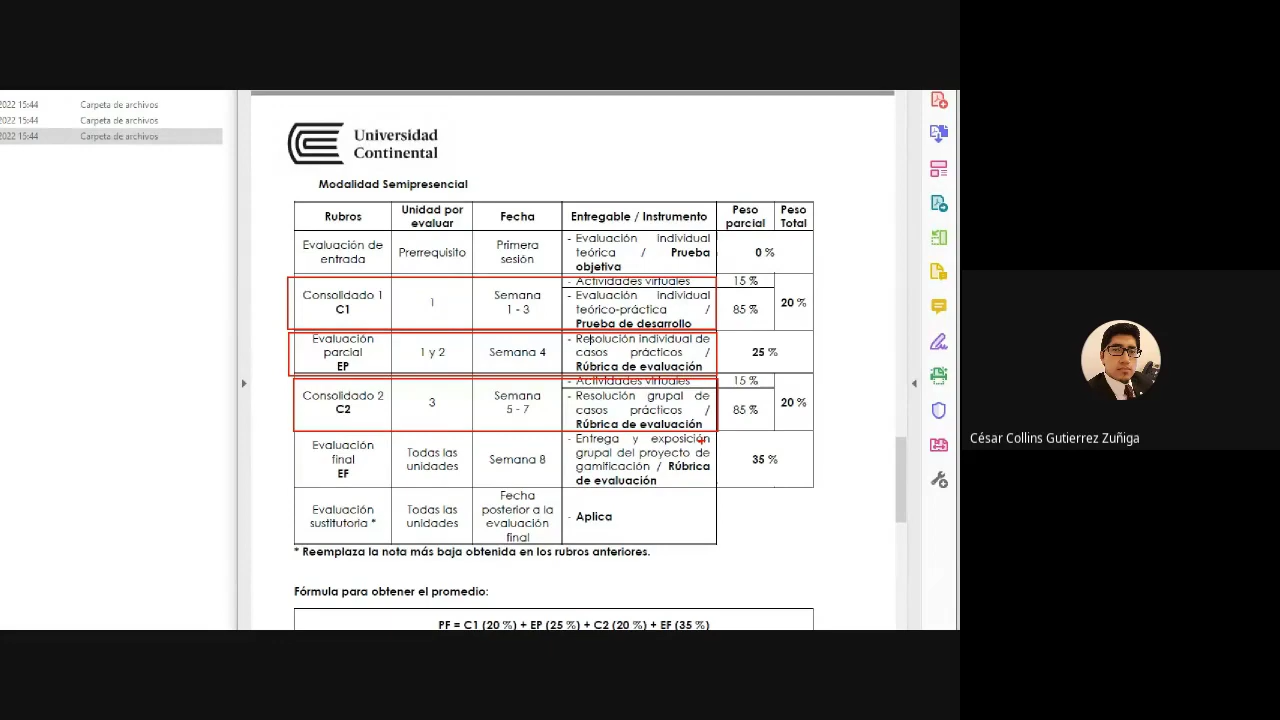 2022 15:44 Carpeta de archivos
2022 15:44 Carpeta de archivos
2022 15:44 Carpeta de archivos
Universidad
Continental
Modalidad Semipresencial
Rubros
Unidad por
evaluar
Fecha
Entregable / Instrumento
Peso
parcial
Peso
Total
Evaluación de
entrada
Prerrequisito
Primera
sesión
- Evaluación individual
teórica / Prueba
objetiva
0 %
Consolidado 1
C1
1
Semana
1 - 3
- Actividades virtuales
15 %
- Evaluación individual
teórico-práctica /
Prueba de desarrollo
85 %
20 %
Evaluación
parcial
EP
1 y 2
Semana 4
- Resolución individual de
casos prácticos /
Rúbrica de evaluación
25 %
Consolidado 2
C2
3
Semana
5 - 7
- Actividades virtuales
15 %
- Resolución grupal de
casos prácticos /
Rúbrica de evaluación
85 %
20 %
Evaluación
final
EF
Todas las
unidades
Semana 8
- Entrega y exposición
grupal del proyecto de
gamificación / Rúbrica
de evaluación
35 %
Evaluación
sustitutoria *
Todas las
unidades
Fecha
posterior a la
evaluación
final
- Aplica
* Reemplaza la nota más baja obtenida en los rubros anteriores.
Fórmula para obtener el promedio:
PF = C1 (20 %) + EP (25 %) + C2 (20 %) + EF (35 %)
César Collins Gutierrez Zuñiga